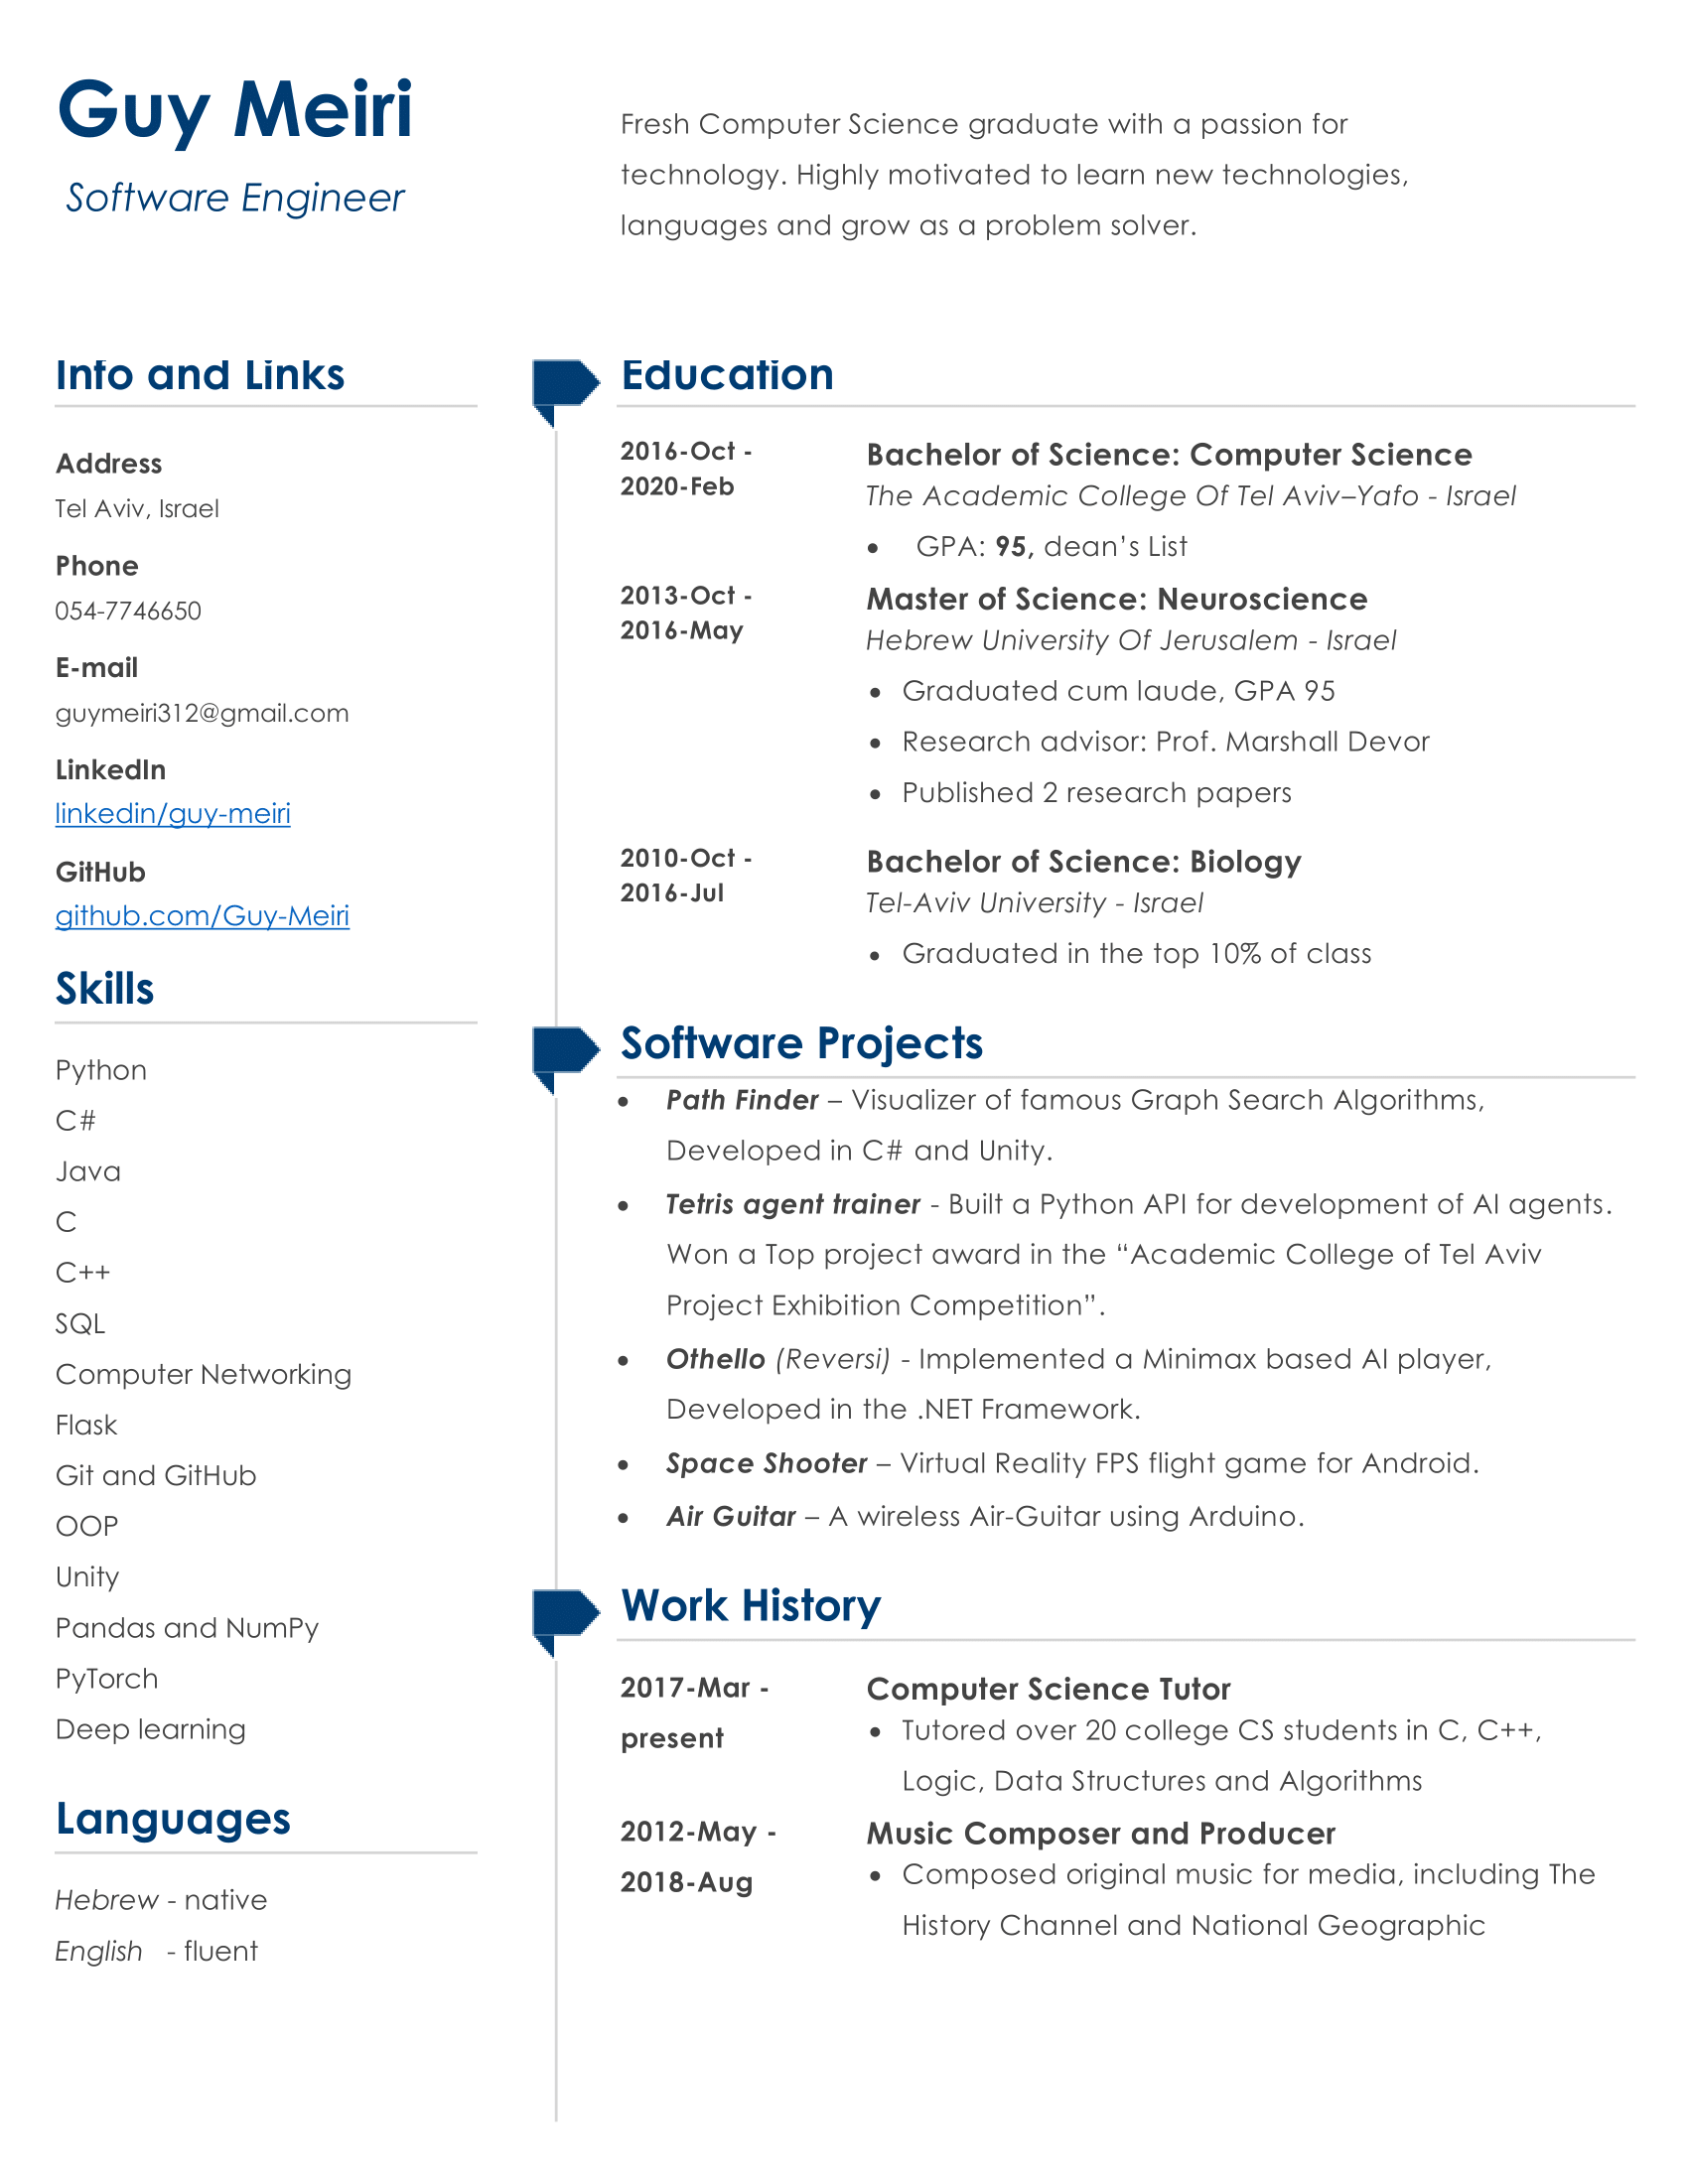 Guy Meiri
Software Engineer
Fresh Computer Science graduate with a passion for
technology. Highly motivated to learn new technologies,
languages and grow as a problem solver.
Info and Links
Address
Tel Aviv, Israel
Phone
054-7746650
E-mail
guymeiri312@gmail.com
LinkedIn
linkedin/guy-meiri
GitHub
github.com/Guy-Meiri
Skills
Python
C#
Java
C
C++
SQL
Computer Networking
Flask
Git and GitHub
OOP
Unity
Pandas and NumPy
PyTorch
Deep learning
Languages
Hebrew - native
English - fluent
Education
2016-Oct -
2020-Feb
Bachelor of Science: Computer Science
The Academic College Of Tel Aviv–Yafo - Israel
• GPA: 95, dean’s List
2013-Oct -
2016-May
Master of Science: Neuroscience
Hebrew University Of Jerusalem - Israel
• Graduated cum laude, GPA 95
• Research advisor: Prof. Marshall Devor
• Published 2 research papers
2010-Oct -
2016-Jul
Bachelor of Science: Biology
Tel-Aviv University - Israel
• Graduated in the top 10% of class
Software Projects
• Path Finder – Visualizer of famous Graph Search Algorithms,
Developed in C# and Unity.
• Tetris agent trainer - Built a Python API for development of AI agents.
Won a Top project award in the “Academic College of Tel Aviv
Project Exhibition Competition”.
• Othello (Reversi) - Implemented a Minimax based AI player,
Developed in the .NET Framework.
• Space Shooter – Virtual Reality FPS flight game for Android.
• Air Guitar – A wireless Air-Guitar using Arduino.
Work History
2017-Mar -
present
Computer Science Tutor
• Tutored over 20 college CS students in C, C++,
Logic, Data Structures and Algorithms
2012-May -
2018-Aug
Music Composer and Producer
• Composed original music for media, including The
History Channel and National Geographic